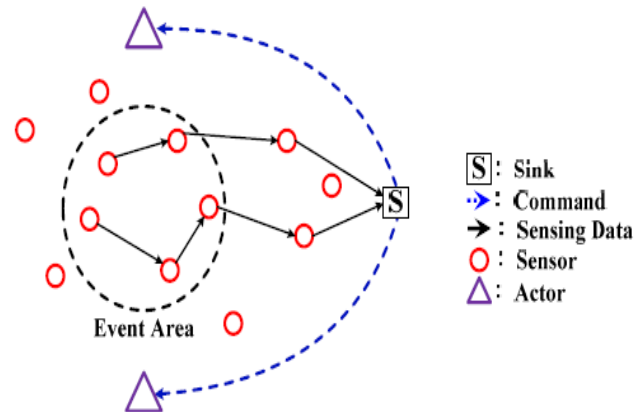 S
Event Area
S : Sink
: Command
: Sensing Data
: Sensor
: Actor